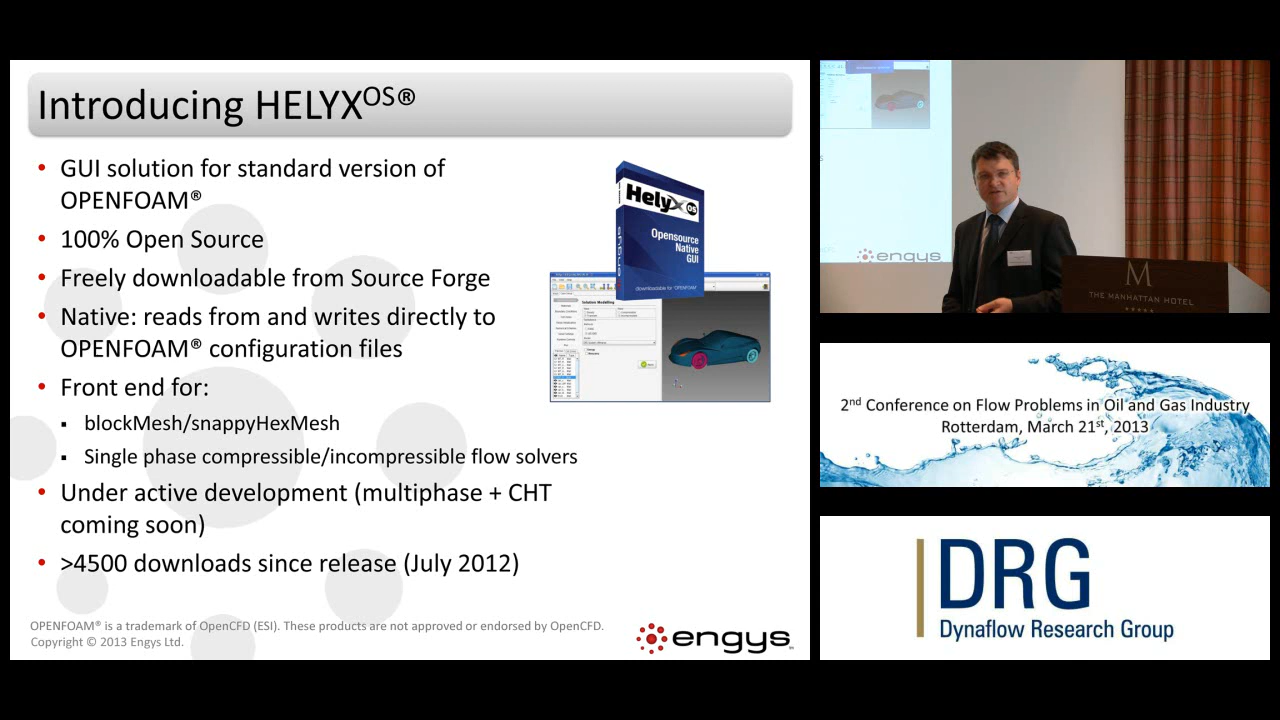 Introducing HELYXOS®
• GUI solution for standard version of
OPENFOAM®
• 100% Open Source
• Freely downloadable from Source Forge
• Native: reads from and writes directly to
OPENFOAM® configuration files
• Front end for:
▪ blockMesh/snappyHexMesh
▪ Single phase compressible/incompressible flow solvers
• Under active development (multiphase + CHT
coming soon)
• >4500 downloads since release (July 2012)
HelyX OS
Opensource
Native
GUI
downloadable for OPENFOAM®
OPENFOAM® is a trademark of OpenCFD (ESI). These products are not approved or endorsed by OpenCFD.
Copyright © 2013 Engys Ltd.
engys
engys
M
THE MANHATTAN HOTEL
2nd Conference on Flow Problems in Oil and Gas Industry
Rotterdam, March 21st, 2013
DRG
Dynaflow Research Group